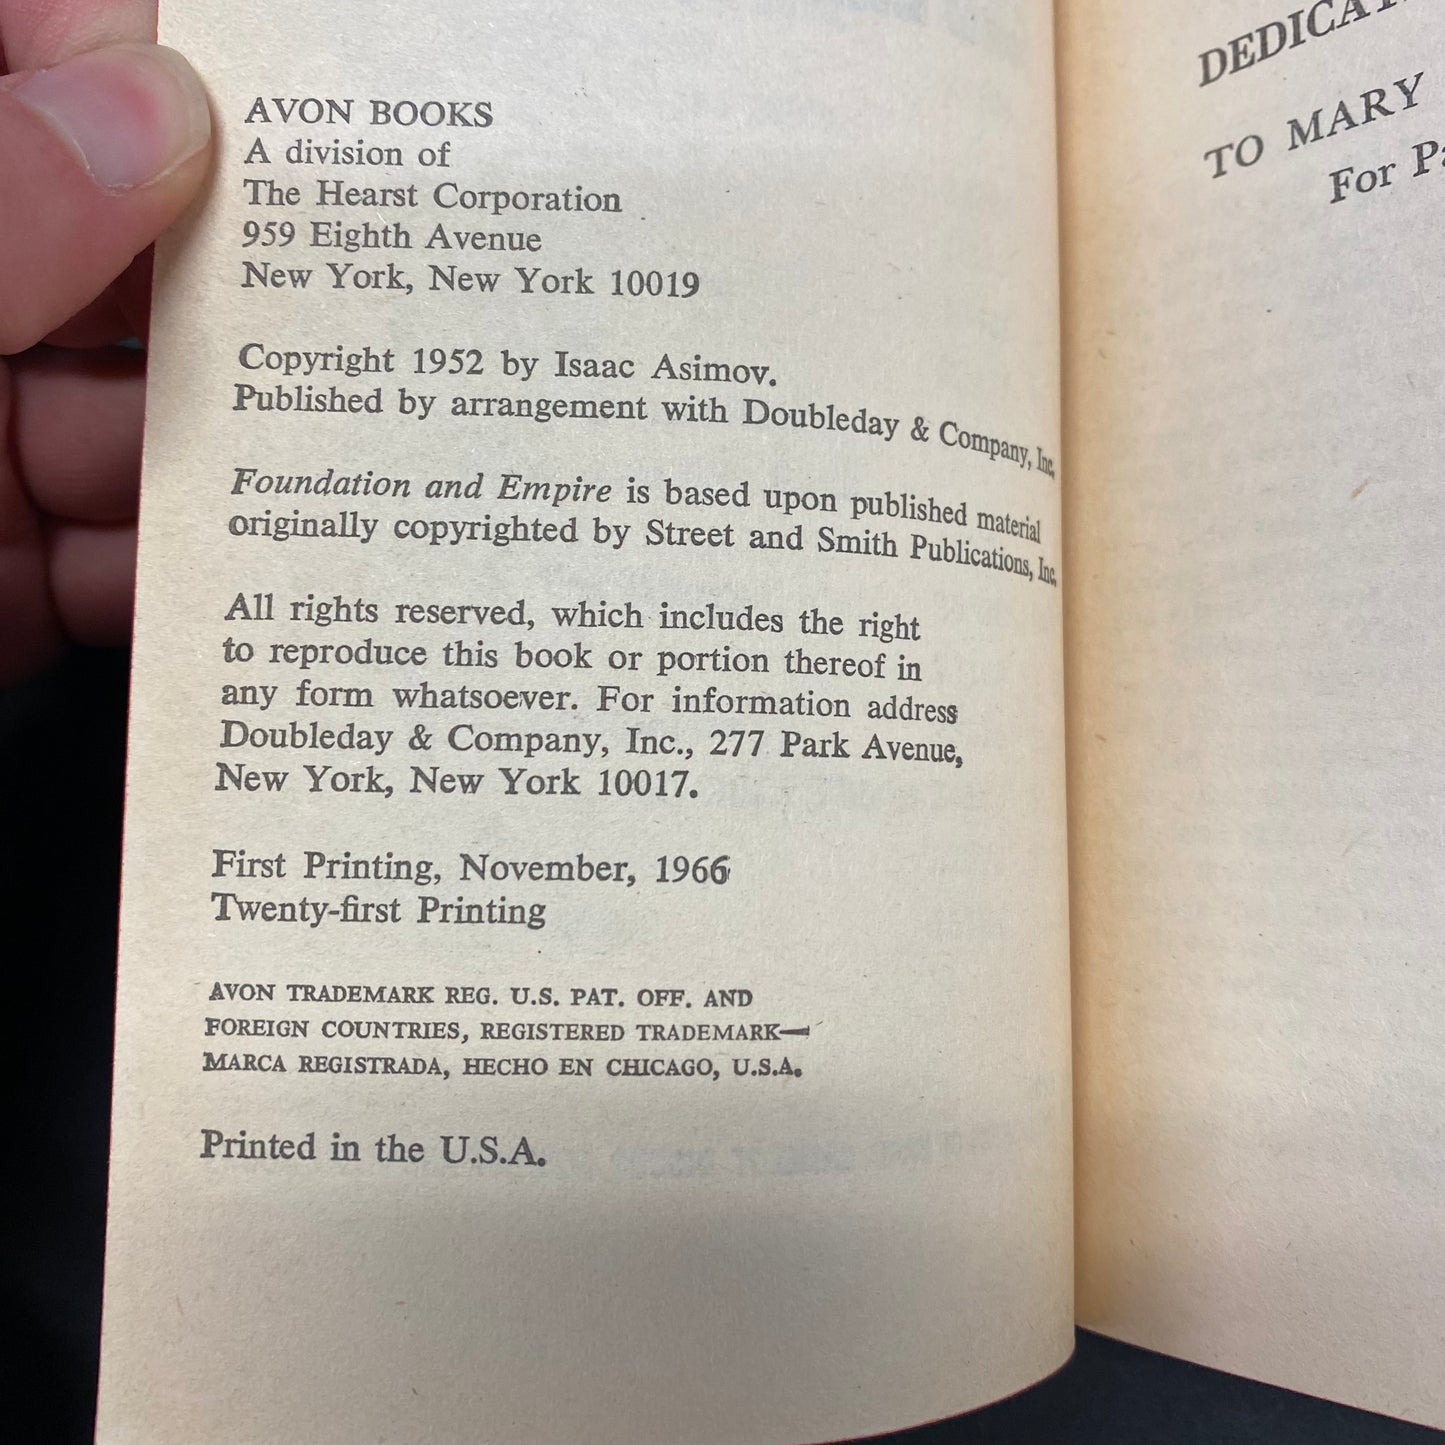 AVON BOOKS
A division of
The Hearst Corporation
959 Eighth Avenue
New York, New York 10019
Copyright 1952 by Isaac Asimov.
Published by arrangement with Doubleday & Company, Inc.
Foundation and Empire is based upon published material
originally copyrighted by Street and Smith Publications, Inc.
All rights reserved, which includes the right
to reproduce this book or portion thereof in
any form whatsoever. For information address
Doubleday & Company, Inc., 277 Park Avenue,
New York, New York 10017.
First Printing, November, 1966
Twenty-first Printing
AVON TRADEMARK REG. U.S. PAT. OFF. AND
FOREIGN COUNTRIES, REGISTERED TRADEMARK—
MARCA REGISTRADA, HECHO EN CHICAGO, U.S.A.
Printed in the U.S.A.
TO MARY
For